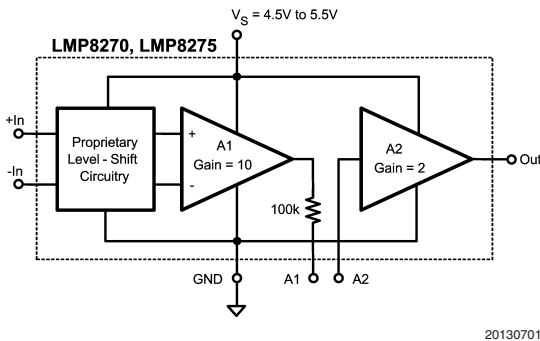 V_S = 4.5V to 5.5V
LMP8270, LMP8275
+In
-In
Proprietary
Level - Shift
Circuitry
+
-
A1
Gain = 10
A2
Gain = 2
Out
100k
GND
A1
A2
20130701